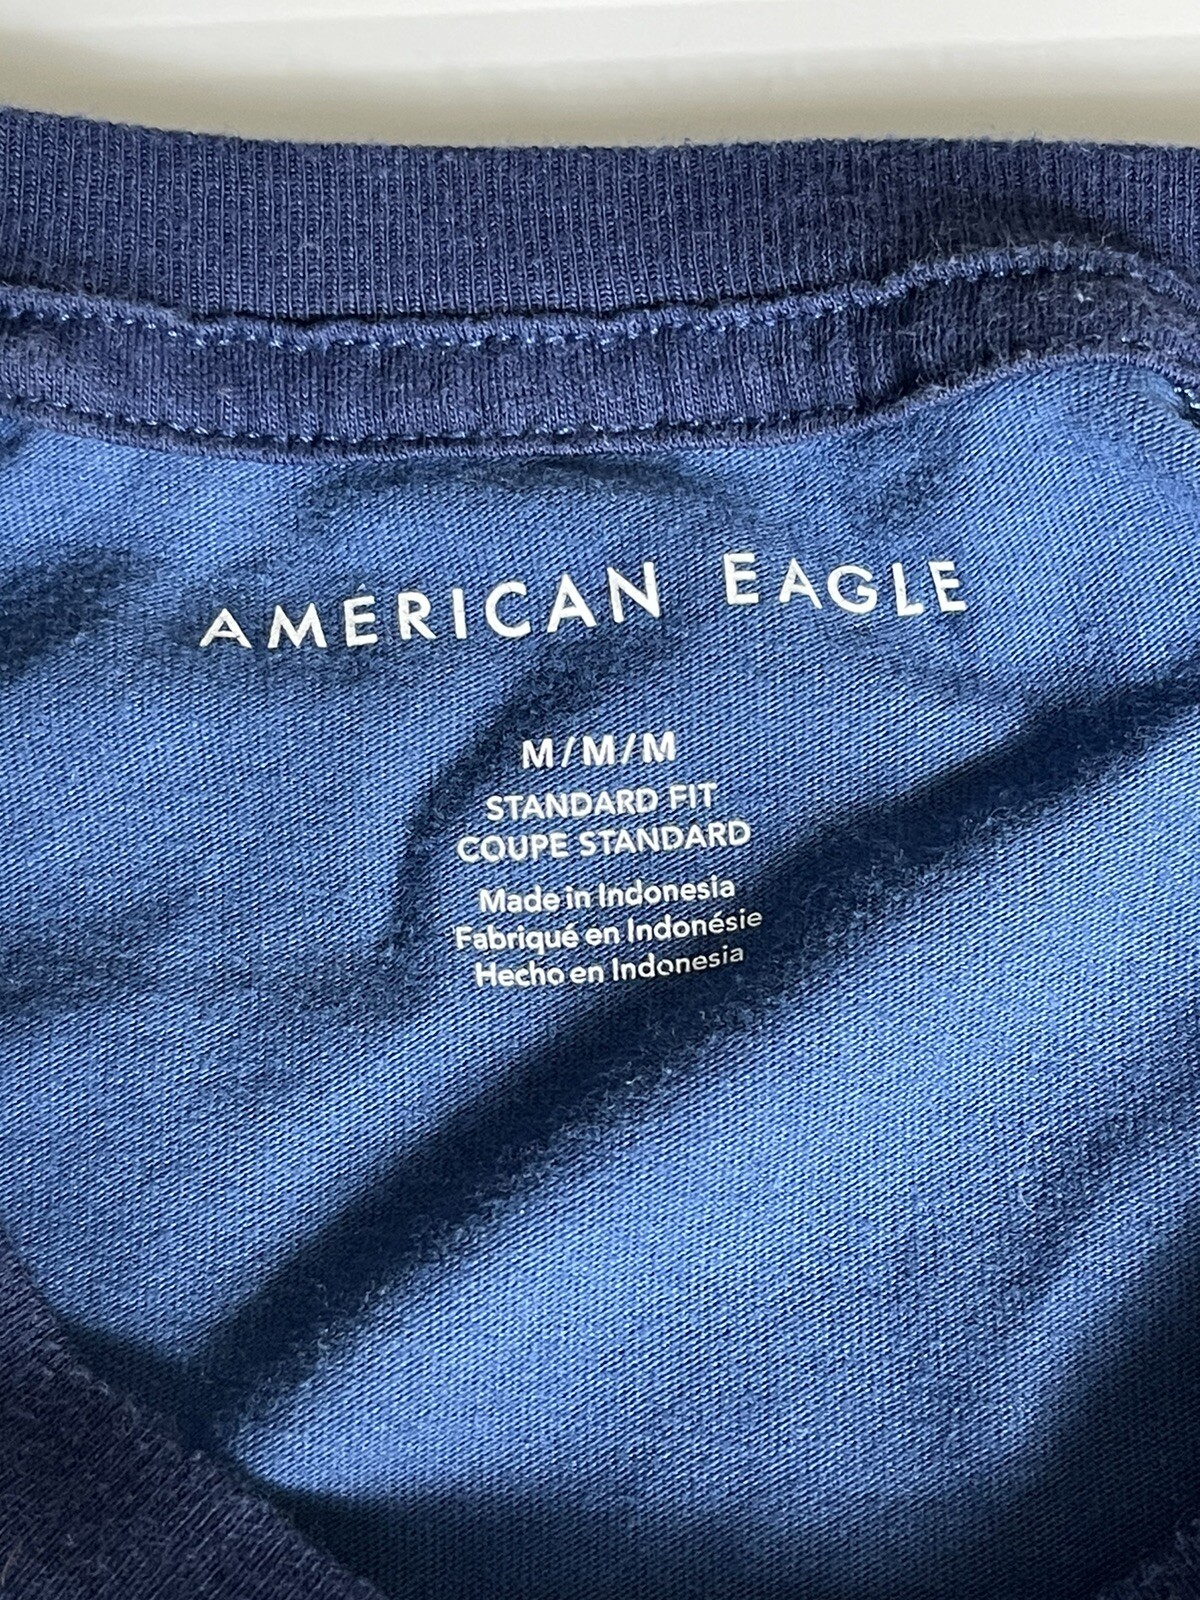 AMERICAN EAGLE
M/M/M
STANDARD FIT
COUPE STANDARD
Made in Indonesia
Fabriqué en Indonésie
Hecho en Indonesia